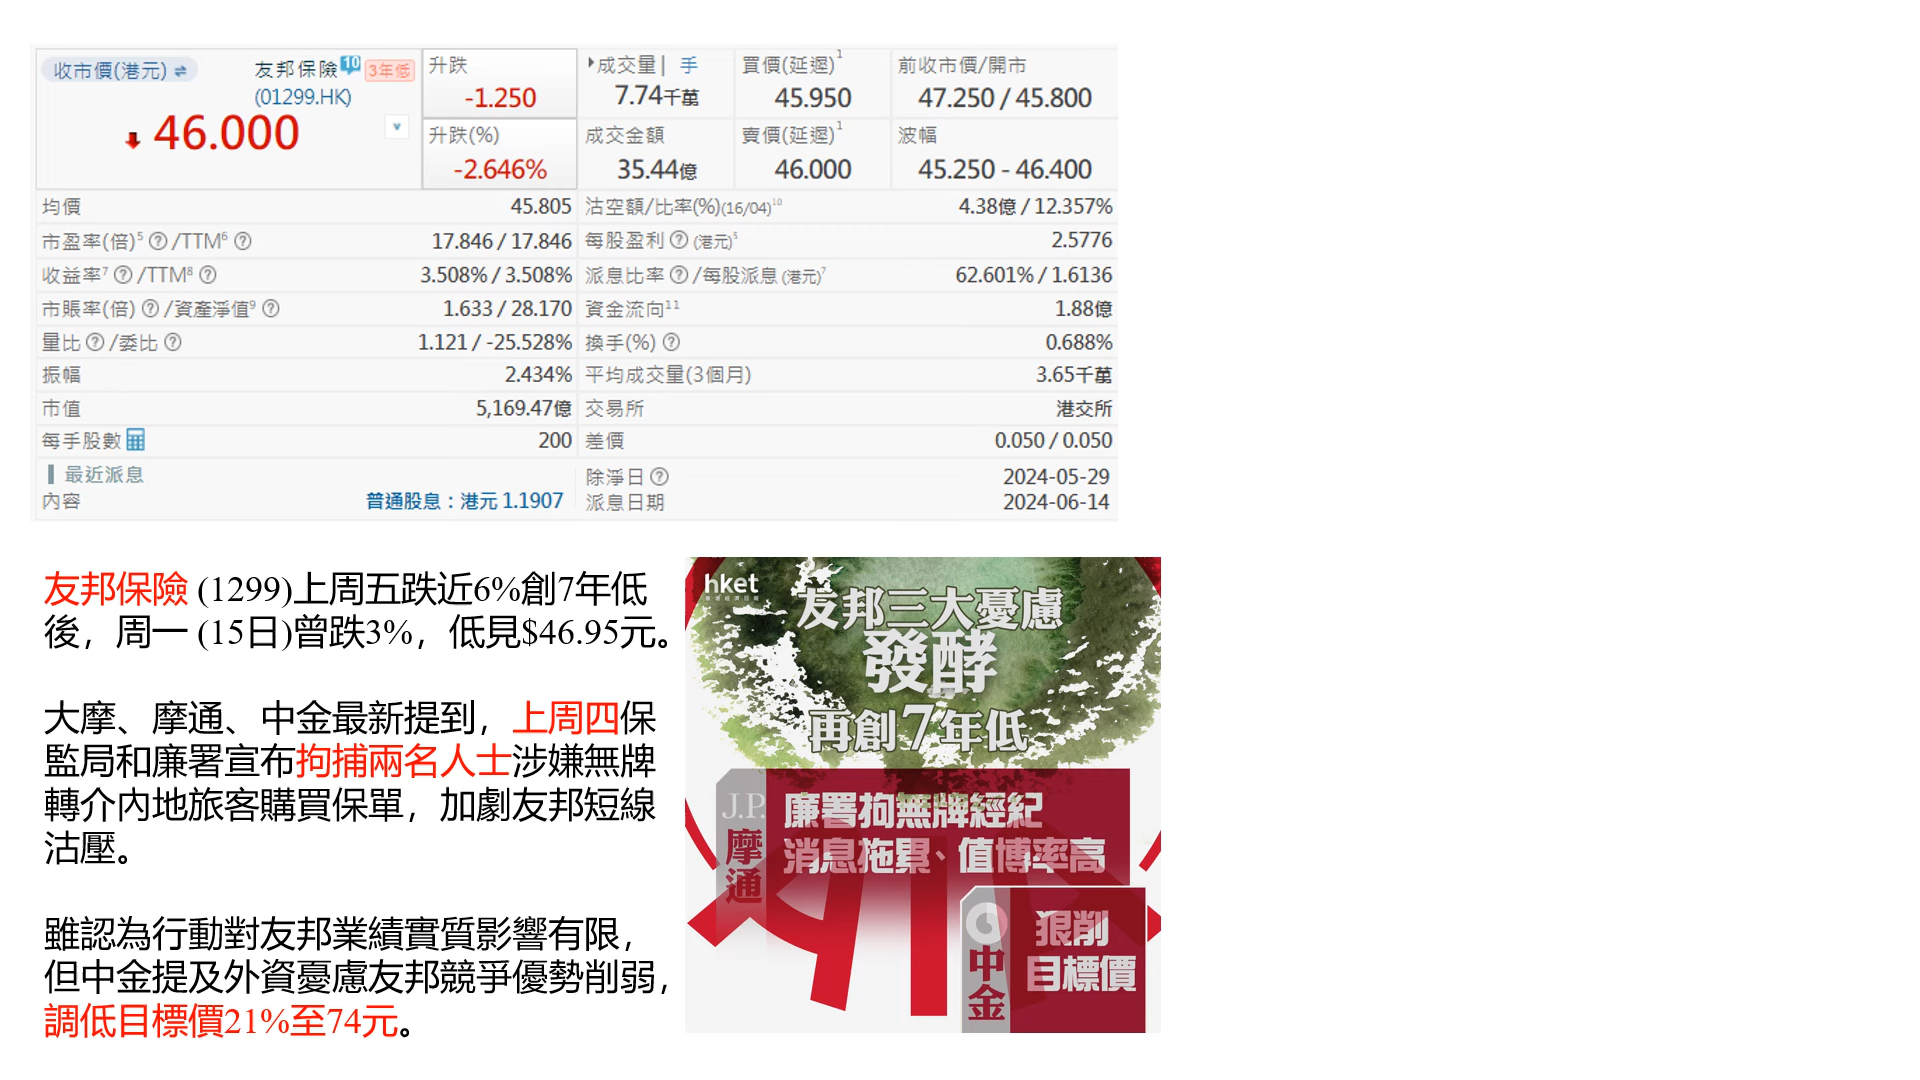 收市價(港元) ⇌
友邦保險 10 3年低
(01299.HK)
46.000
升跌
-1.250
升跌(%)
-2.646%
成交量 | 手
7.74千萬
買價(延遲)1
45.950
前收市價/開市
47.250 / 45.800
成交金額
35.44億
賣價(延遲)1
46.000
波幅
45.250 - 46.400
均價 45.805
沽空額/比率(%)(16/04)10 4.38億 / 12.357%
市盈率(倍)5 ? /TTM6 ? 17.846 / 17.846
每股盈利 ? (港元)5 2.5776
收益率7 ? /TTM8 ? 3.508% / 3.508%
派息比率 ? /每股派息 (港元)7 62.601% / 1.6136
市賬率(倍) ? /資產淨值9 ? 1.633 / 28.170
資金流向11 1.88億
量比 ? /委比 ? 1.121 / -25.528%
換手(%) ? 0.688%
振幅 2.434%
平均成交量(3個月) 3.65千萬
市值 5,169.47億
交易所 港交所
每手股數 200
差價 0.050 / 0.050
最近派息
內容 普通股息：港元 1.1907
除淨日 ? 2024-05-29
派息日期 2024-06-14
友邦保險 (1299)上周五跌近6%創7年低
後，周一 (15日)曾跌3%，低見$46.95元。
大摩、摩通、中金最新提到，上周四保
監局和廉署宣布拘捕兩名人士涉嫌無牌
轉介內地旅客購買保單，加劇友邦短線
沽壓。
雖認為行動對友邦業績實質影響有限，
但中金提及外資憂慮友邦競爭優勢削弱，
調低目標價21%至74元。
hket
友邦三大憂慮
發酵
再創7年低
J.P.
摩通
廉署拘無牌經紀
消息拖累、值博率高
中金
狠削
目標價